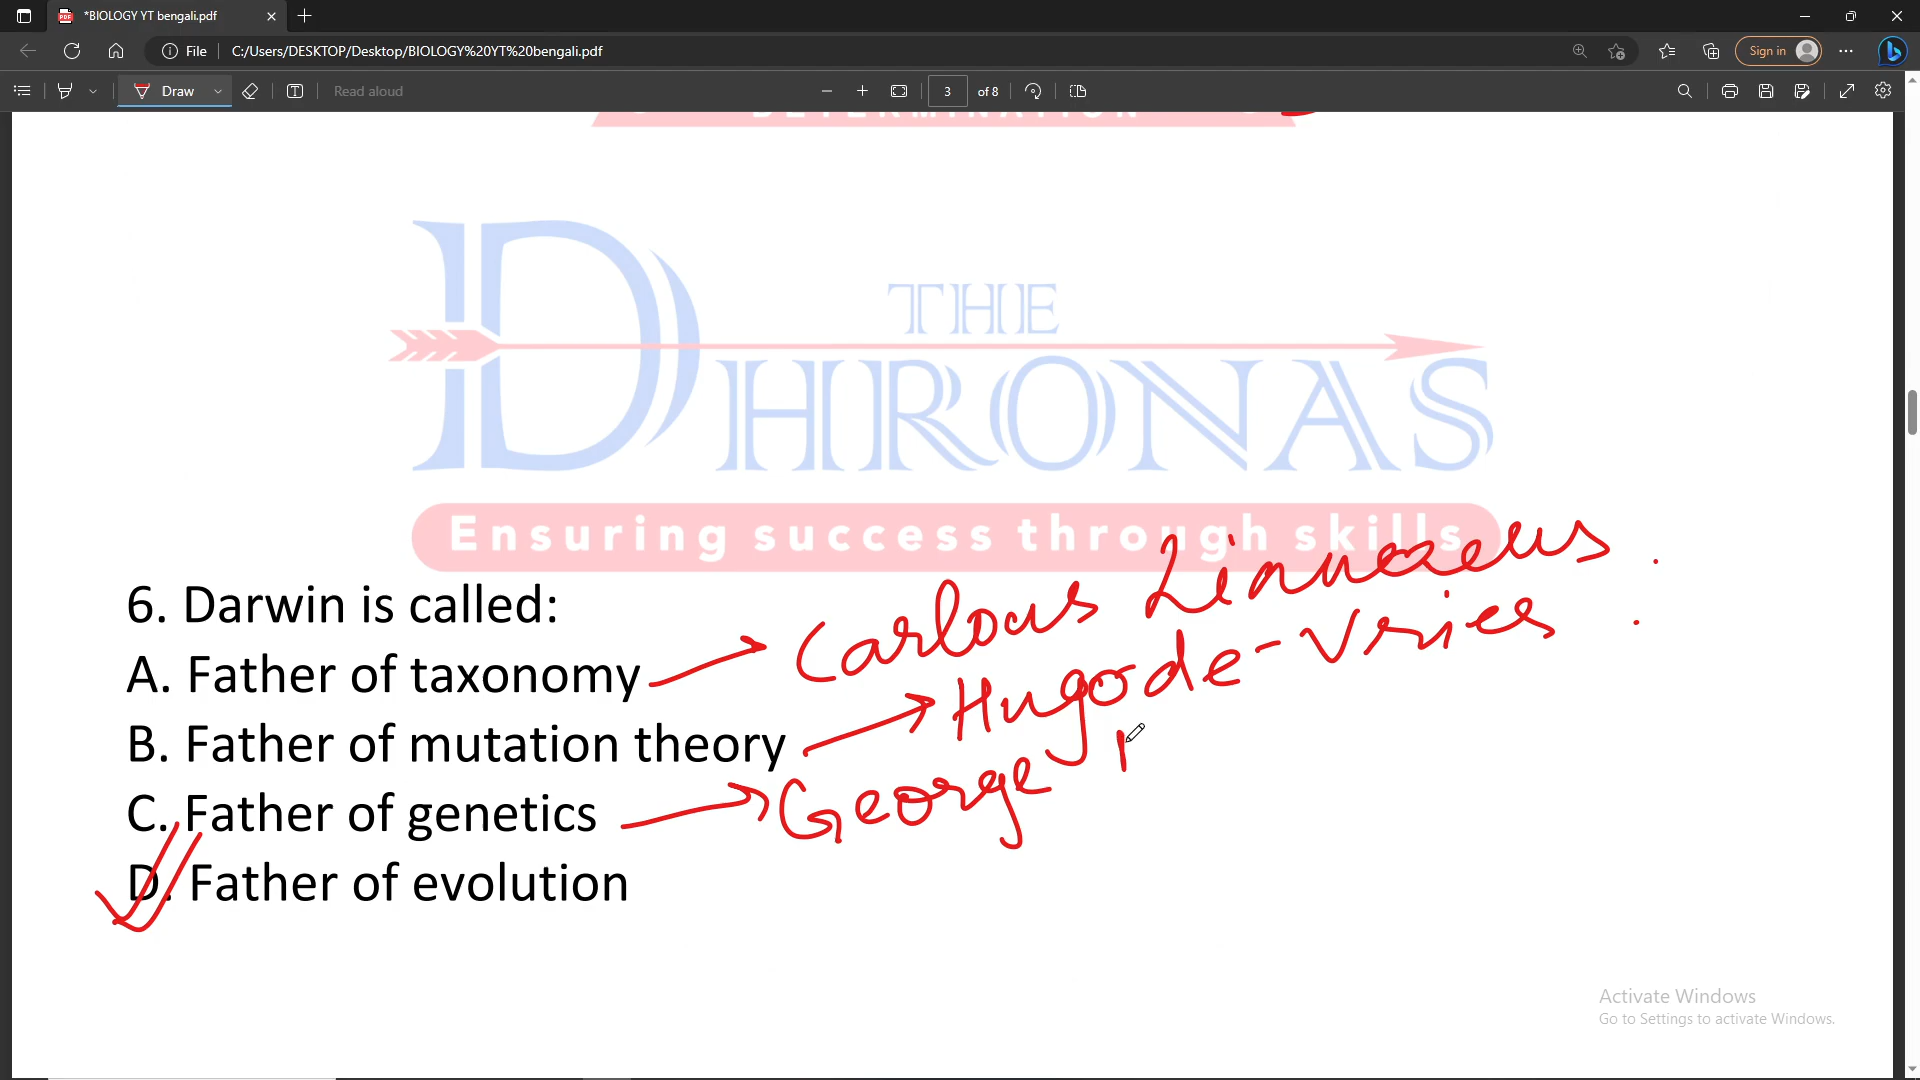 *BIOLOGY YT bengali.pdf
File C:/Users/DESKTOP/Desktop/BIOLOGY%20YT%20bengali.pdf Sign in
Draw Read aloud 3 of 8
DETERMINATION
THE
DHRONAS
Ensuring success through skills
6. Darwin is called:
A. Father of taxonomy
Carlous Linnaeus.
B. Father of mutation theory
Hugode-Vries.
C. Father of genetics
George
D. Father of evolution
Activate Windows
Go to Settings to activate Windows.